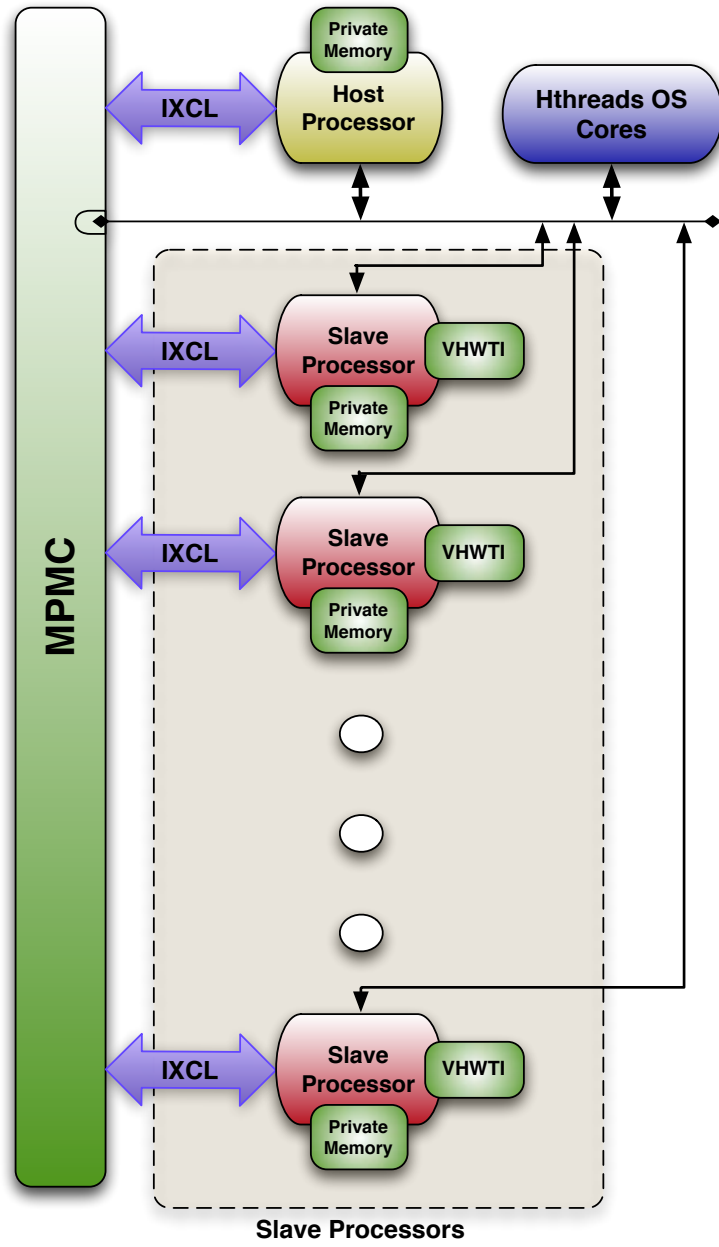 Private
Memory
IXCL
Host
Processor
Hthreads OS
Cores
IXCL
Slave
Processor
VHWTI
Private
Memory
MPMC
IXCL
Slave
Processor
VHWTI
Private
Memory
IXCL
Slave
Processor
VHWTI
Private
Memory
Slave Processors